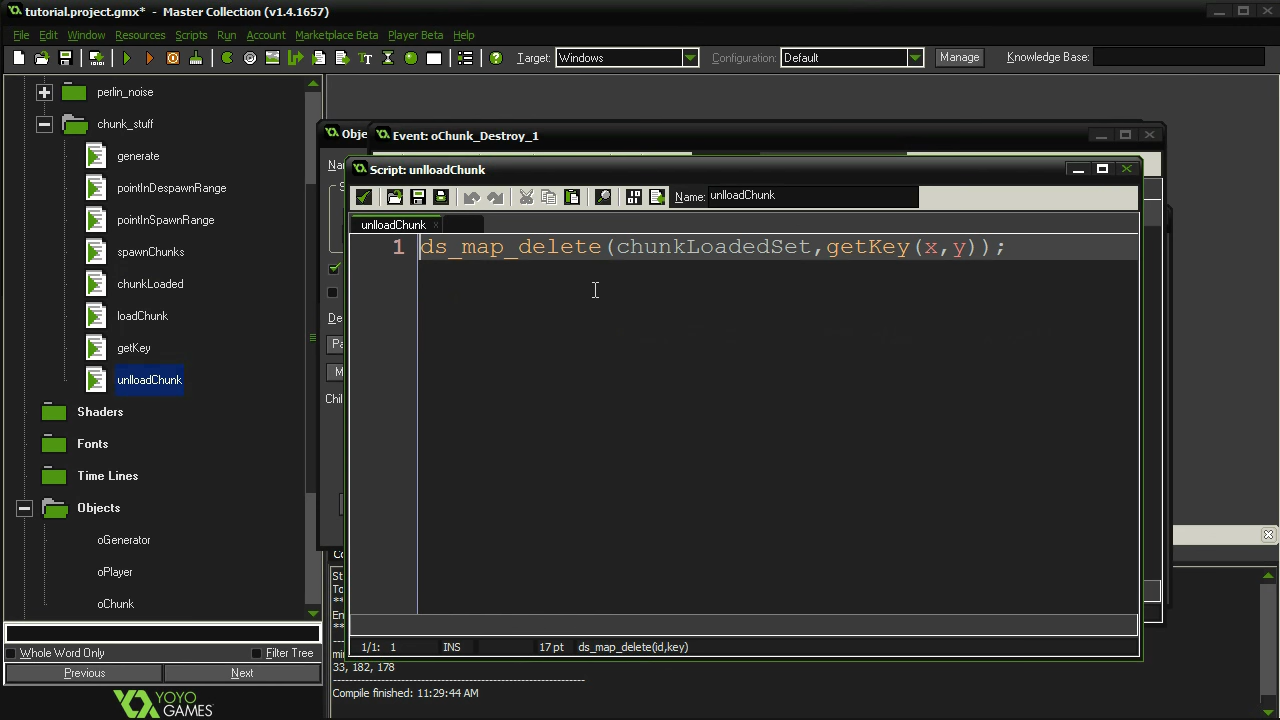 tutorial.project.gmx* - Master Collection (v1.4.1657)
File Edit Window Resources Scripts Run Account Marketplace Beta Player Beta Help
Target: Windows Configuration: Default Manage Knowledge Base:
perlin_noise
chunk_stuff
generate
pointInDespawnRange
pointInSpawnRange
spawnChunks
chunkLoaded
loadChunk
getKey
unlloadChunk
Shaders
Fonts
Time Lines
Objects
oGenerator
oPlayer
oChunk
Whole Word Only Filter Tree
Previous Next
YOYO
GAMES
Event: oChunk_Destroy_1
Script: unlloadChunk
Name: unlloadChunk
unlloadChunk
1 ds_map_delete(chunkLoadedSet,getKey(x,y));
1/1: 1 INS 17 pt ds_map_delete(id,key)
33, 182, 178
Compile finished: 11:29:44 AM